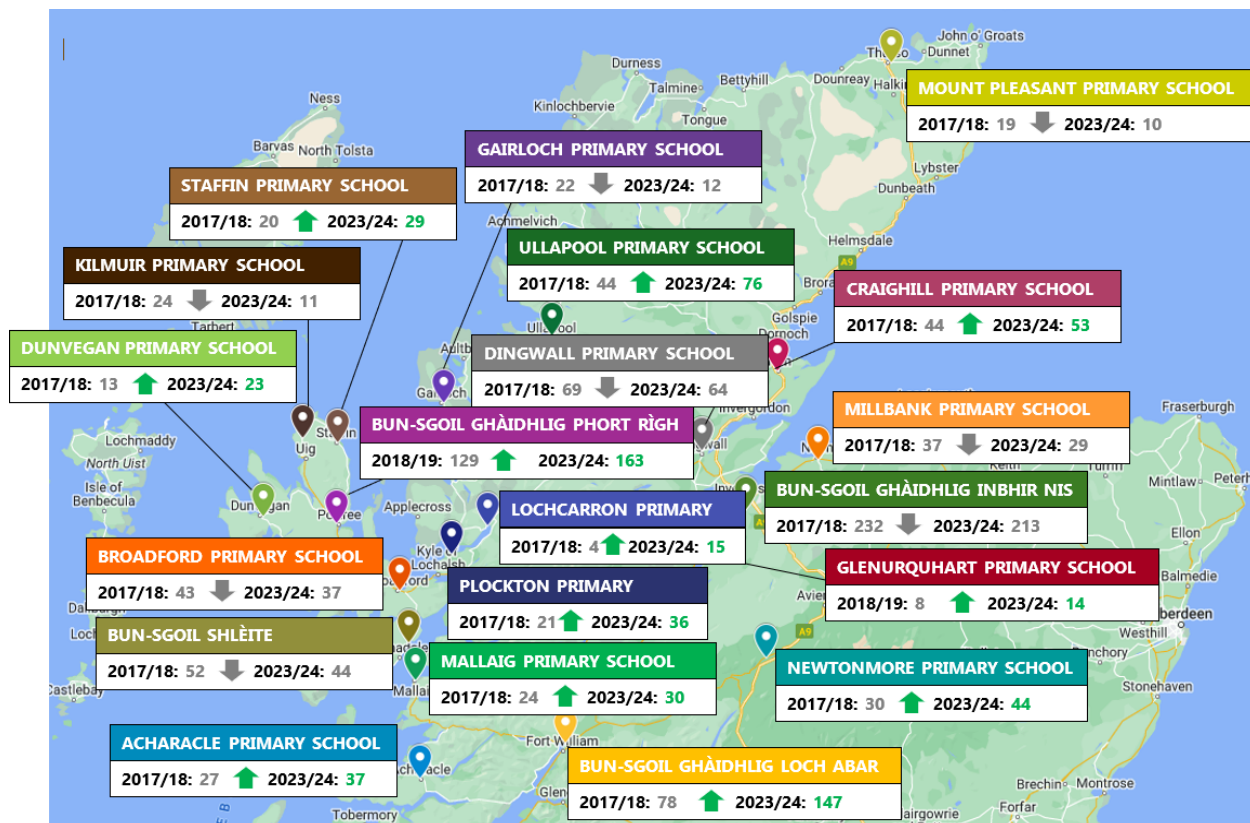 John o' Groats
Thurso
Dunnet
Durness
Dounreay
Halkirk
Talmine
Bettyhill
Kinlochbervie
Tongue
MOUNT PLEASANT PRIMARY SCHOOL
2017/18: 19 2023/24: 10
Ness
Barvas
North Tolsta
GAIRLOCH PRIMARY SCHOOL
2017/18: 22 2023/24: 12
Lybster
Dunbeath
STAFFIN PRIMARY SCHOOL
2017/18: 20 2023/24: 29
Achmelvich
Helmsdale
A9
ULLAPOOL PRIMARY SCHOOL
2017/18: 44 2023/24: 76
Brora
KILMUIR PRIMARY SCHOOL
2017/18: 24 2023/24: 11
CRAIGHILL PRIMARY SCHOOL
2017/18: 44 2023/24: 53
Golspie
Dornoch
Tarbert
Ullapool
DUNVEGAN PRIMARY SCHOOL
2017/18: 13 2023/24: 23
DINGWALL PRIMARY SCHOOL
2017/18: 69 2023/24: 64
Invergordon
MILLBANK PRIMARY SCHOOL
2017/18: 37 2023/24: 29
Fraserburgh
BUN-SGOIL GHÀIDHLIG PHORT RÌGH
2018/19: 129 2023/24: 163
Lochmaddy
North Uist
Uig
Keith
Turriff
Mintlaw
Isle of
Benbecula
Applecross
BUN-SGOIL GHÀIDHLIG INBHIR NIS
2017/18: 232 2023/24: 213
LOCHCARRON PRIMARY
2017/18: 4 2023/24: 15
Ellon
BROADFORD PRIMARY SCHOOL
2017/18: 43 2023/24: 37
Kyle of
Lochalsh
GLENURQUHART PRIMARY SCHOOL
2018/19: 8 2023/24: 14
Balmedie
PLOCKTON PRIMARY
2017/18: 21 2023/24: 36
Aberdeen
Westhill
BUN-SGOIL SHLÈITE
2017/18: 52 2023/24: 44
A9
Banchory
MALLAIG PRIMARY SCHOOL
2017/18: 24 2023/24: 30
NEWTONMORE PRIMARY SCHOOL
2017/18: 30 2023/24: 44
Castlebay
Mallaig
Stonehaven
ACHARACLE PRIMARY SCHOOL
2017/18: 27 2023/24: 37
Fort William
BUN-SGOIL GHÀIDHLIG LOCH ABAR
2017/18: 78 2023/24: 147
Acharacle
Brechin
Montrose
Forfar
Tobermory